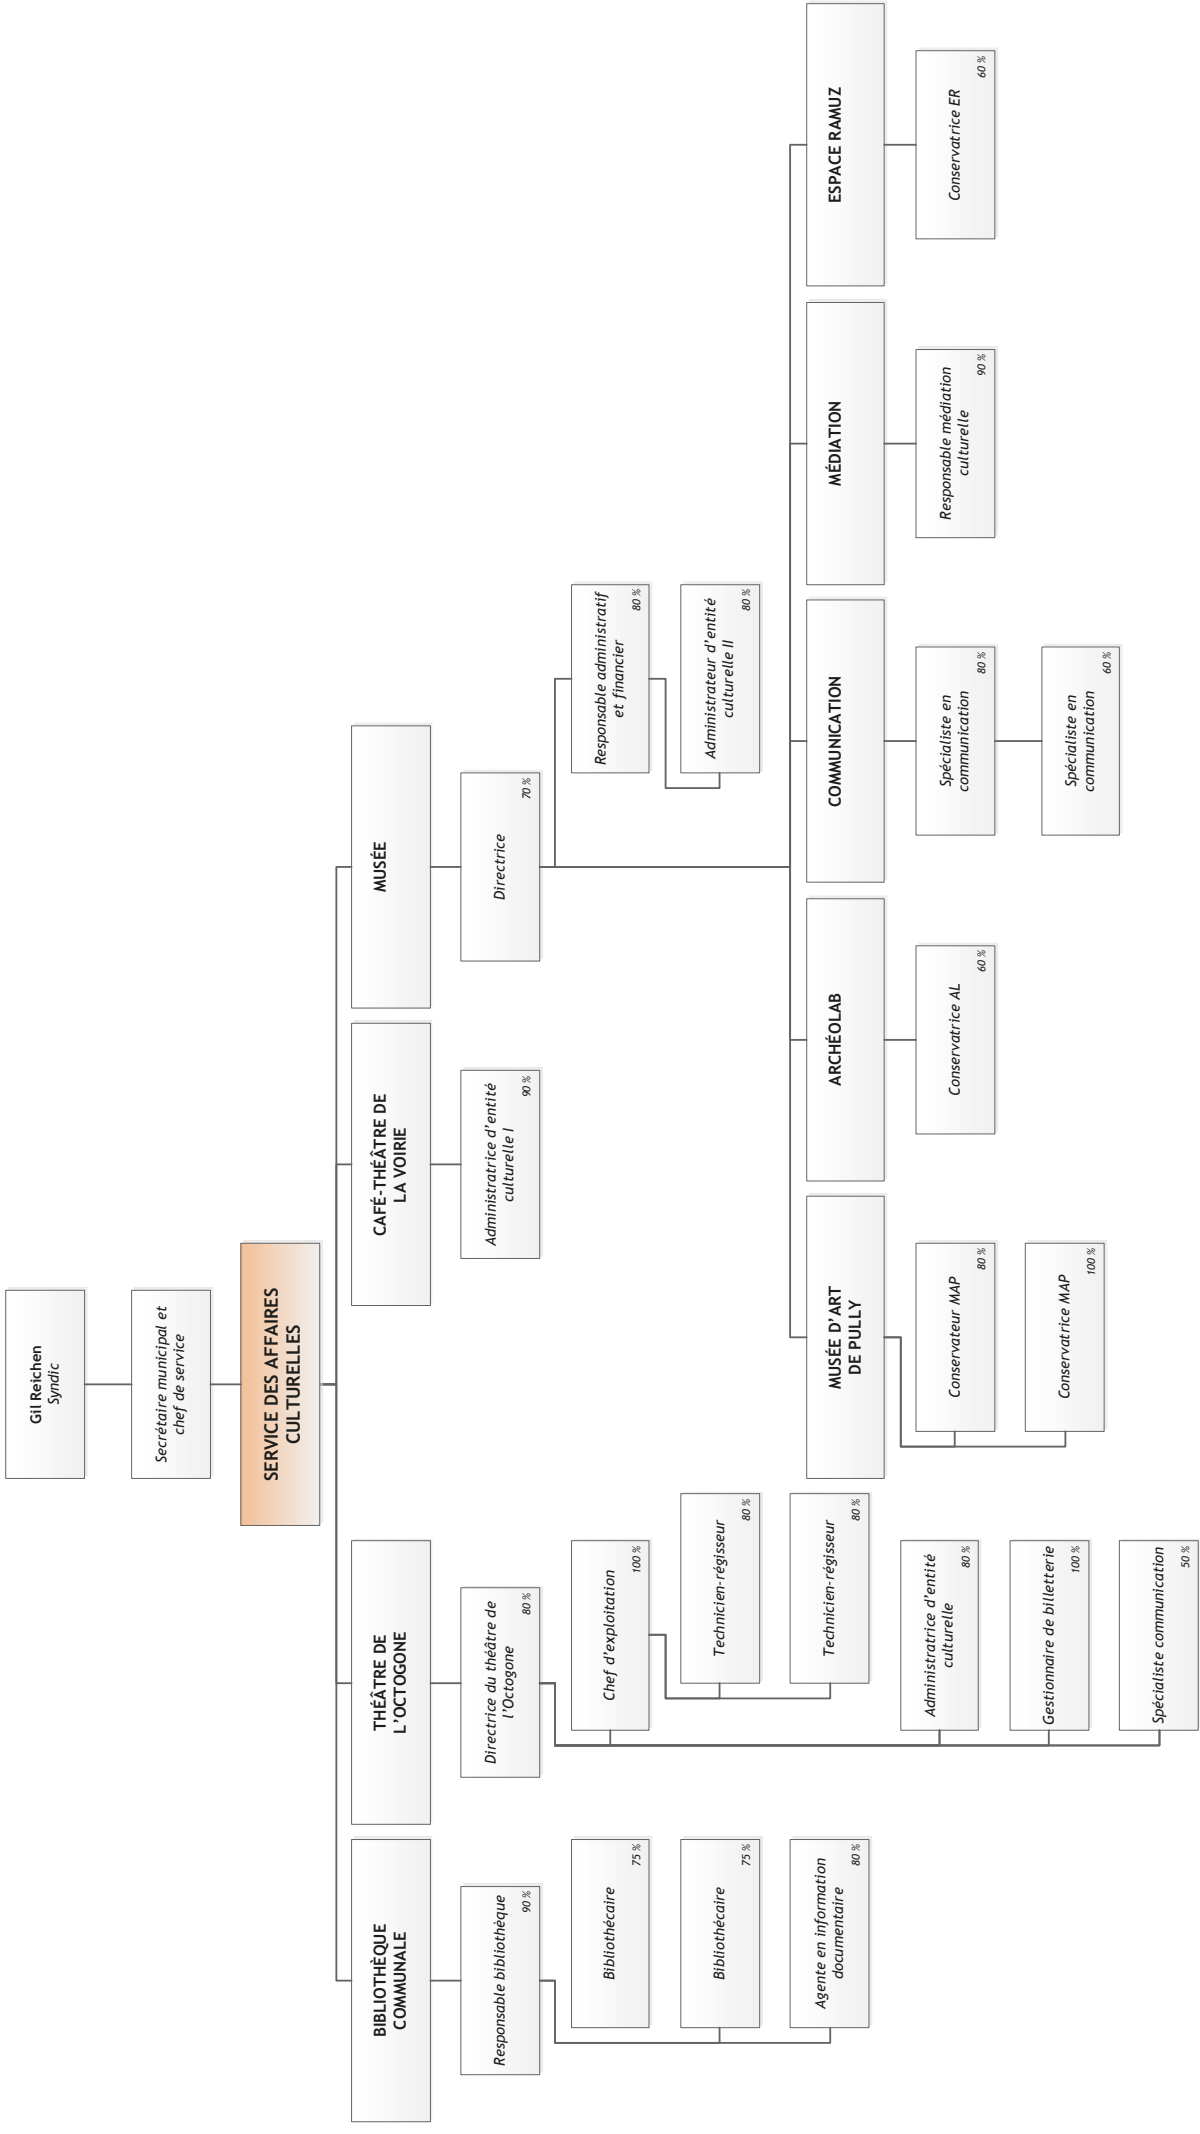 Gil Reichen
Syndic
Secrétaire municipal et
chef de service
SERVICE DES AFFAIRES
CULTURELLES
BIBLIOTHÈQUE
COMMUNALE
Responsable bibliothèque
90 %
Bibliothécaire
75 %
Bibliothécaire
75 %
Agente en information
documentaire
80 %
THÉÂTRE DE
L'OCTOGONE
Directrice du théâtre de
l'Octogone
80 %
Chef d'exploitation
100 %
Technicien-régisseur
80 %
Technicien-régisseur
80 %
Administratrice d'entité
culturelle
80 %
Gestionnaire de billetterie
100 %
Spécialiste communication
50 %
CAFÉ-THÉÂTRE DE
LA VOIRIE
Administratrice d'entité
culturelle I
90 %
MUSÉE
Directrice
70 %
Responsable administratif
et financier
80 %
Administrateur d'entité
culturelle II
80 %
MUSÉE D'ART
DE PULLY
Conservateur MAP
80 %
Conservatrice MAP
100 %
ARCHÉOLAB
Conservatrice AL
60 %
COMMUNICATION
Spécialiste en
communication
80 %
Spécialiste en
communication
60 %
MÉDIATION
Responsable médiation
culturelle
90 %
ESPACE RAMUZ
Conservatrice ER
60 %